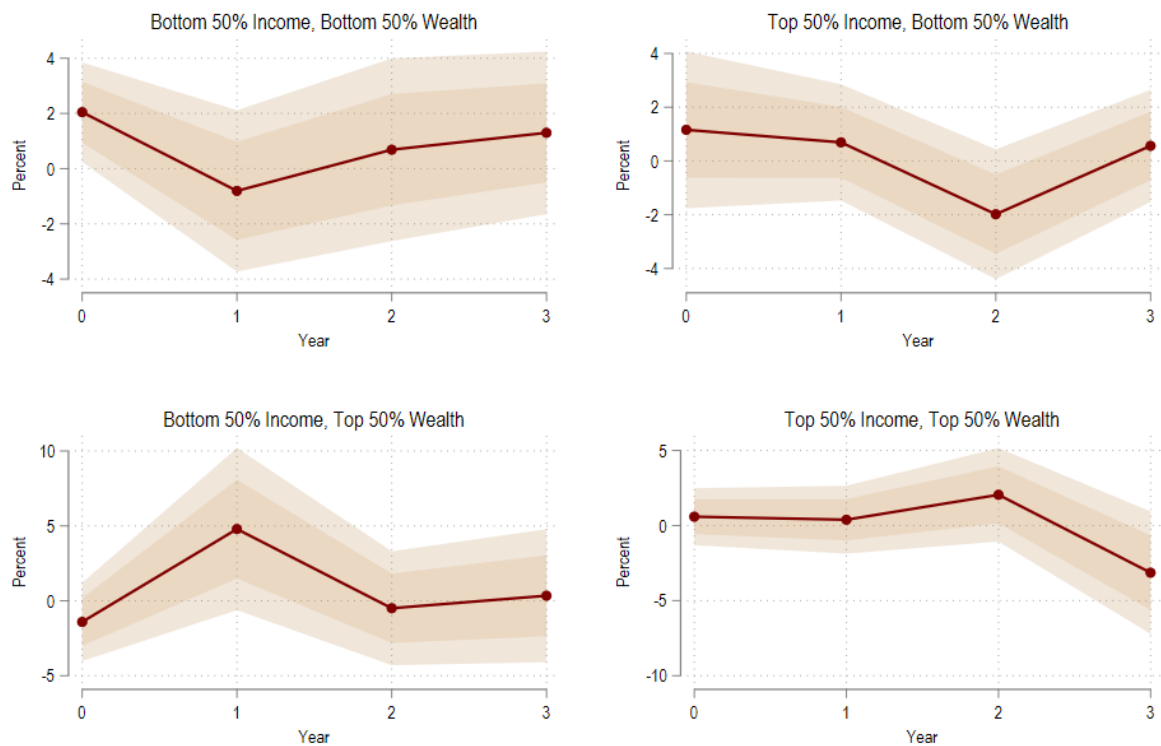 Bottom 50% Income, Bottom 50% Wealth
4
2
0
-2
-4
Percent
0 1 2 3
Year
Top 50% Income, Bottom 50% Wealth
4
2
0
-2
-4
Percent
0 1 2 3
Year
Bottom 50% Income, Top 50% Wealth
10
5
0
-5
Percent
0 1 2 3
Year
Top 50% Income, Top 50% Wealth
5
0
-5
-10
Percent
0 1 2 3
Year